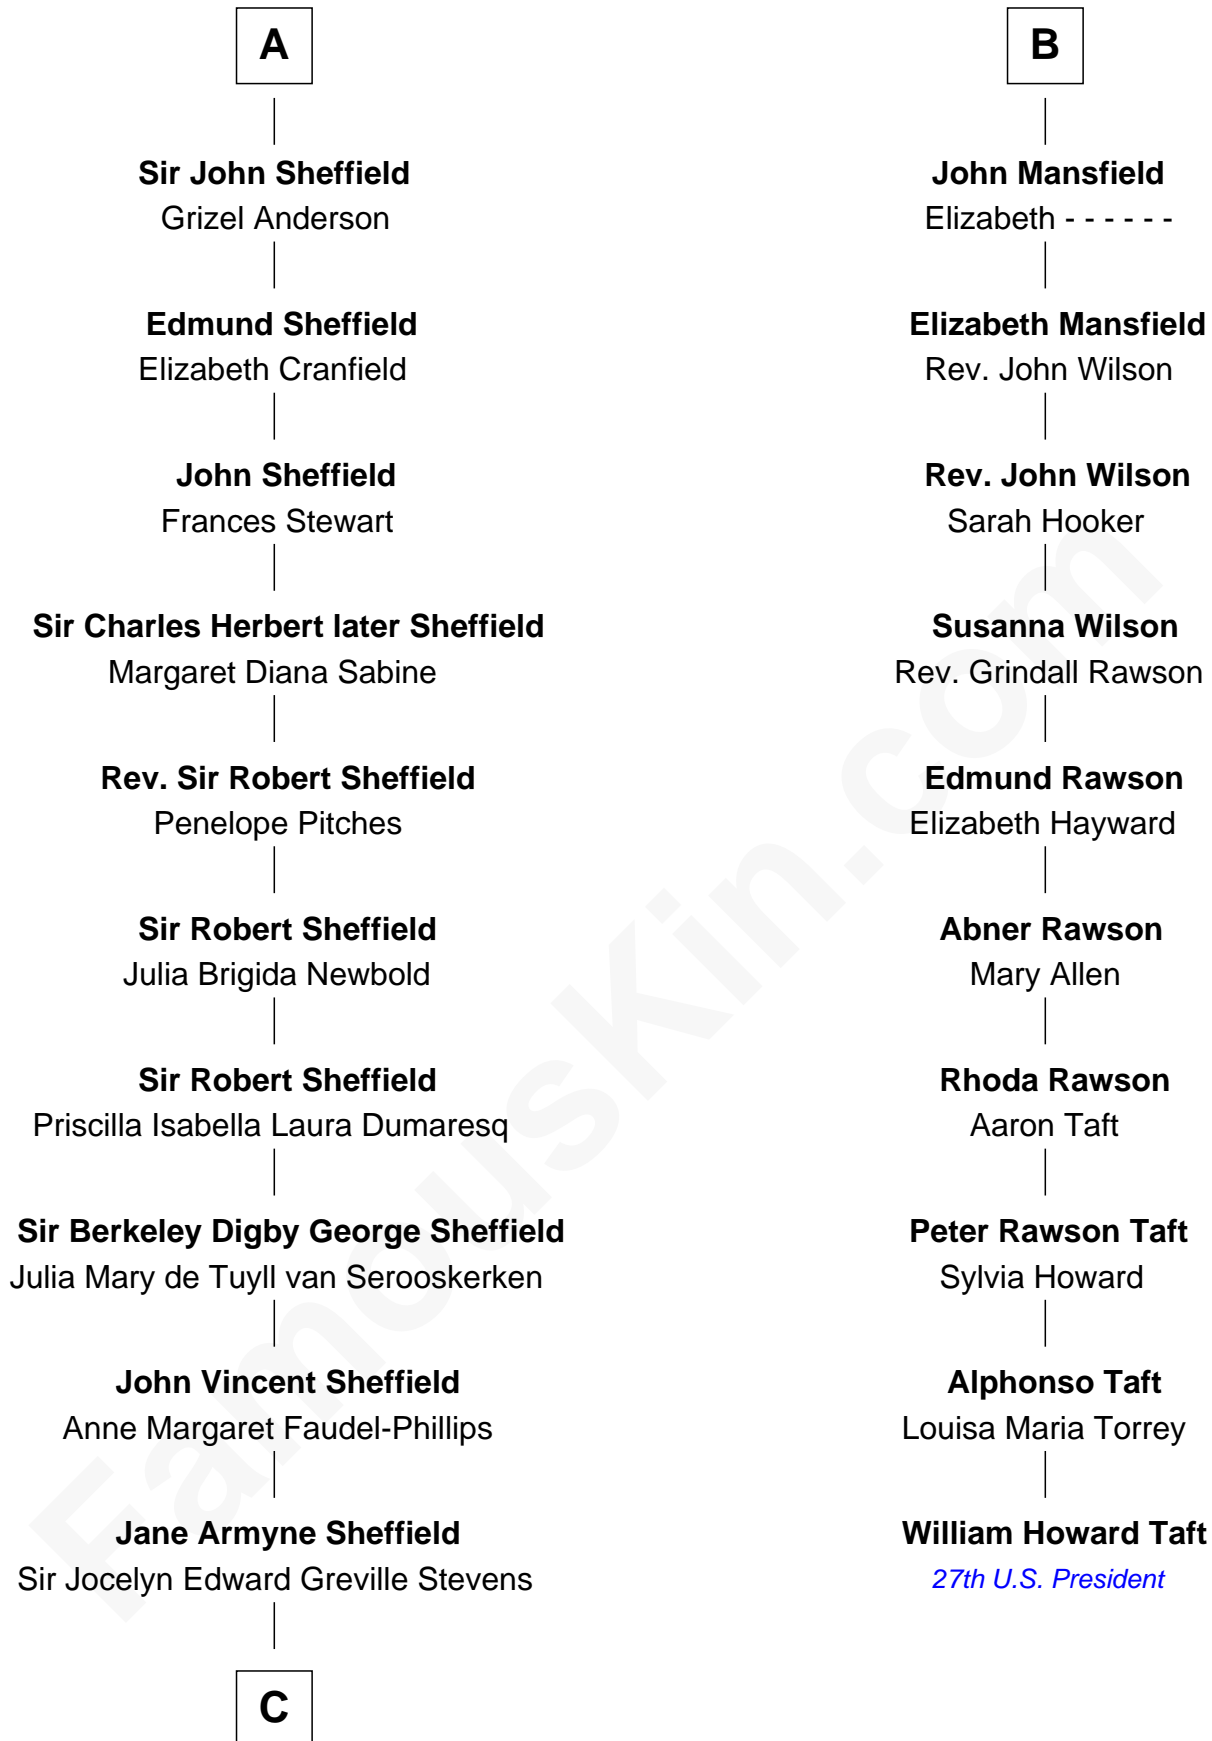 A
Sir John Sheffield
Grizel Anderson
Edmund Sheffield
Elizabeth Cranfield
John Sheffield
Frances Stewart
Sir Charles Herbert later Sheffield
Margaret Diana Sabine
Rev. Sir Robert Sheffield
Penelope Pitches
Sir Robert Sheffield
Julia Brigida Newbold
Sir Robert Sheffield
Priscilla Isabella Laura Dumaresq
Sir Berkeley Digby George Sheffield
Julia Mary de Tuyll van Serooskerken
John Vincent Sheffield
Anne Margaret Faudel-Phillips
Jane Armyne Sheffield
Sir Jocelyn Edward Greville Stevens
C
B
John Mansfield
Elizabeth - - - - - -
Elizabeth Mansfield
Rev. John Wilson
Rev. John Wilson
Sarah Hooker
Susanna Wilson
Rev. Grindall Rawson
Edmund Rawson
Elizabeth Hayward
Abner Rawson
Mary Allen
Rhoda Rawson
Aaron Taft
Peter Rawson Taft
Sylvia Howard
Alphonso Taft
Louisa Maria Torrey
William Howard Taft
27th U.S. President
FamousKin.com